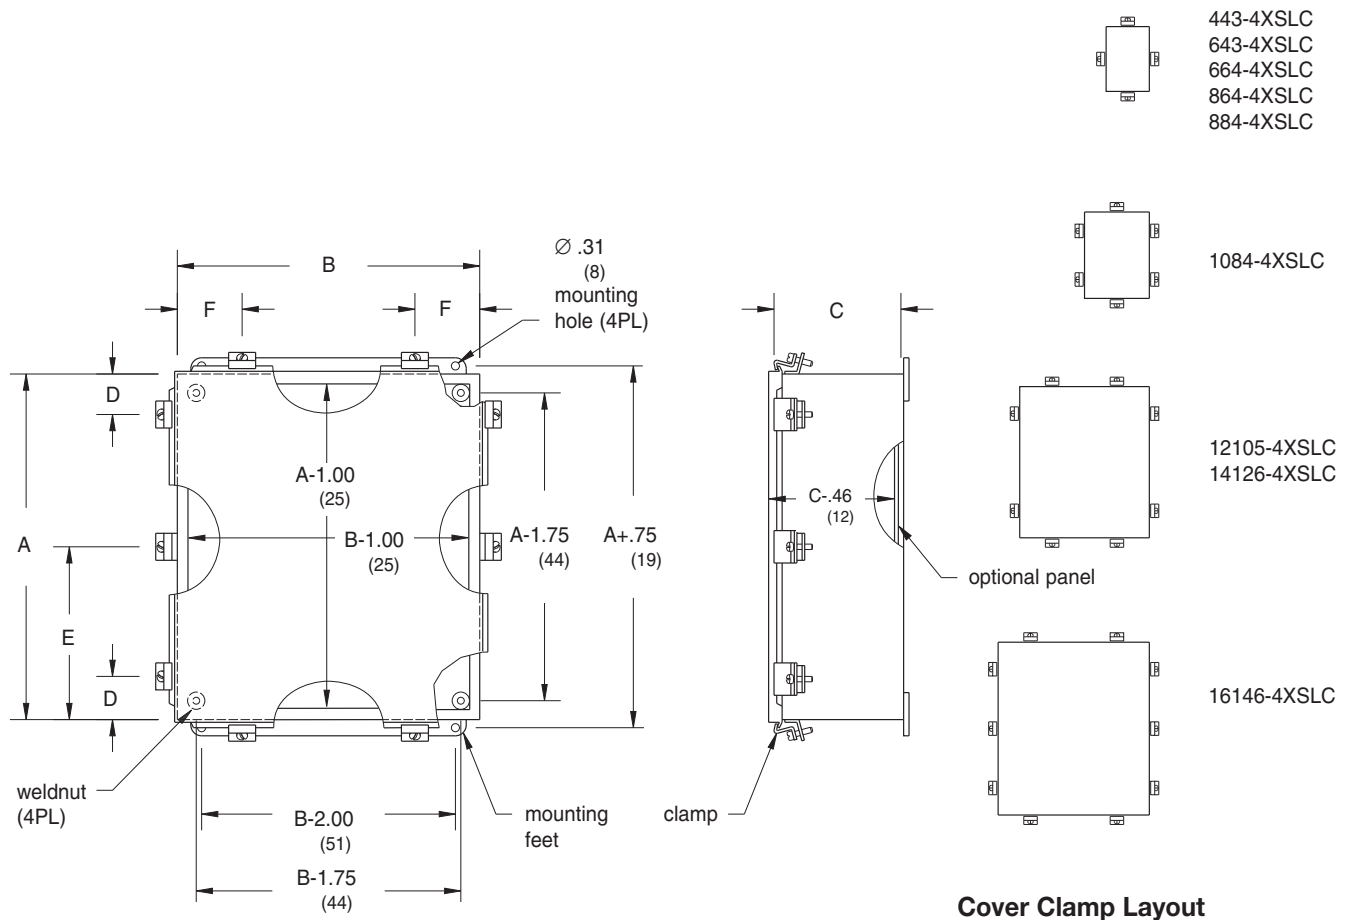 443-4XSLC
643-4XSLC
664-4XSLC
864-4XSLC
884-4XSLC
1084-4XSLC
12105-4XSLC
14126-4XSLC
16146-4XSLC
Cover Clamp Layout
B
F
F
∅ .31
(8)
mounting
hole (4PL)
D
A
E
D
A-1.00
(25)
B-1.00
(25)
A-1.75
(44)
A+.75
(19)
weldnut
(4PL)
B-2.00
(51)
B-1.75
(44)
mounting
feet
C
C-.46
(12)
optional panel
clamp